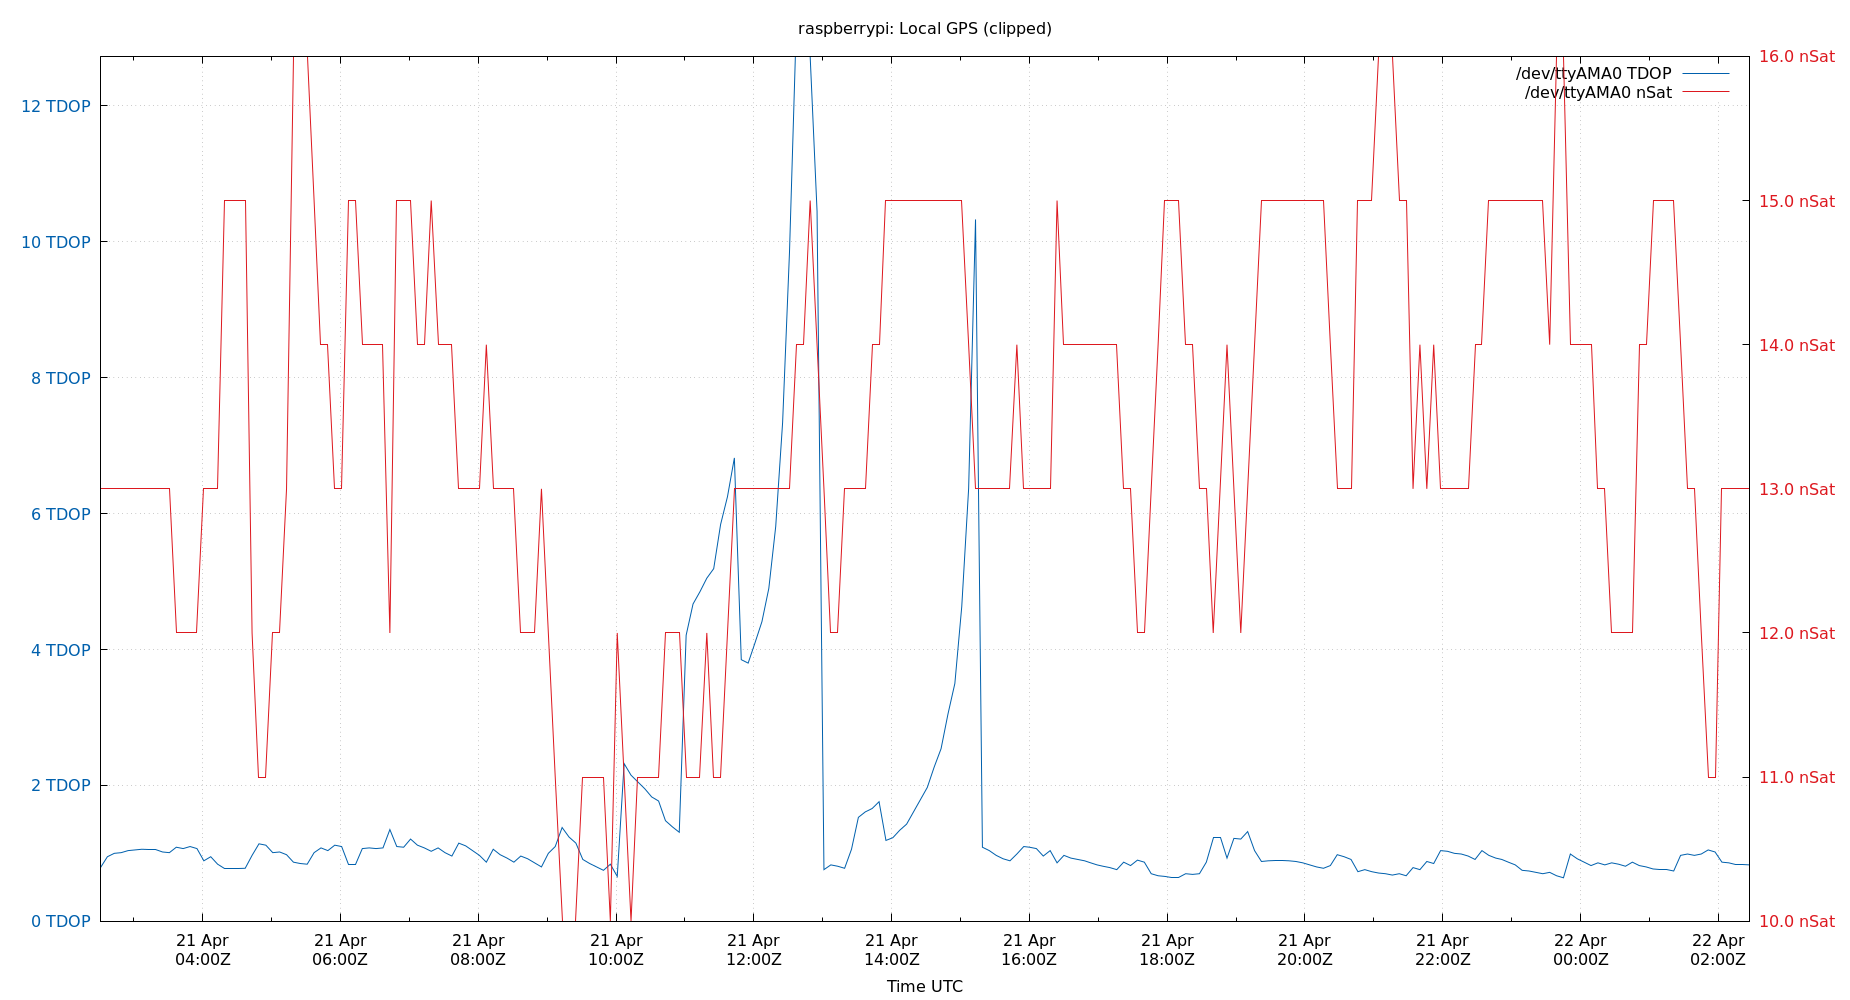 raspberrypi: Local GPS (clipped)
/dev/ttyAMA0 TDOP
/dev/ttyAMA0 nSat
12 TDOP
10 TDOP
8 TDOP
6 TDOP
4 TDOP
2 TDOP
0 TDOP
16.0 nSat
15.0 nSat
14.0 nSat
13.0 nSat
12.0 nSat
11.0 nSat
10.0 nSat
21 Apr 21 Apr 21 Apr 21 Apr 21 Apr 21 Apr 21 Apr 21 Apr 21 Apr 21 Apr 22 Apr 22 Apr
04:00Z 06:00Z 08:00Z 10:00Z 12:00Z 14:00Z 16:00Z 18:00Z 20:00Z 22:00Z 00:00Z 02:00Z
Time UTC